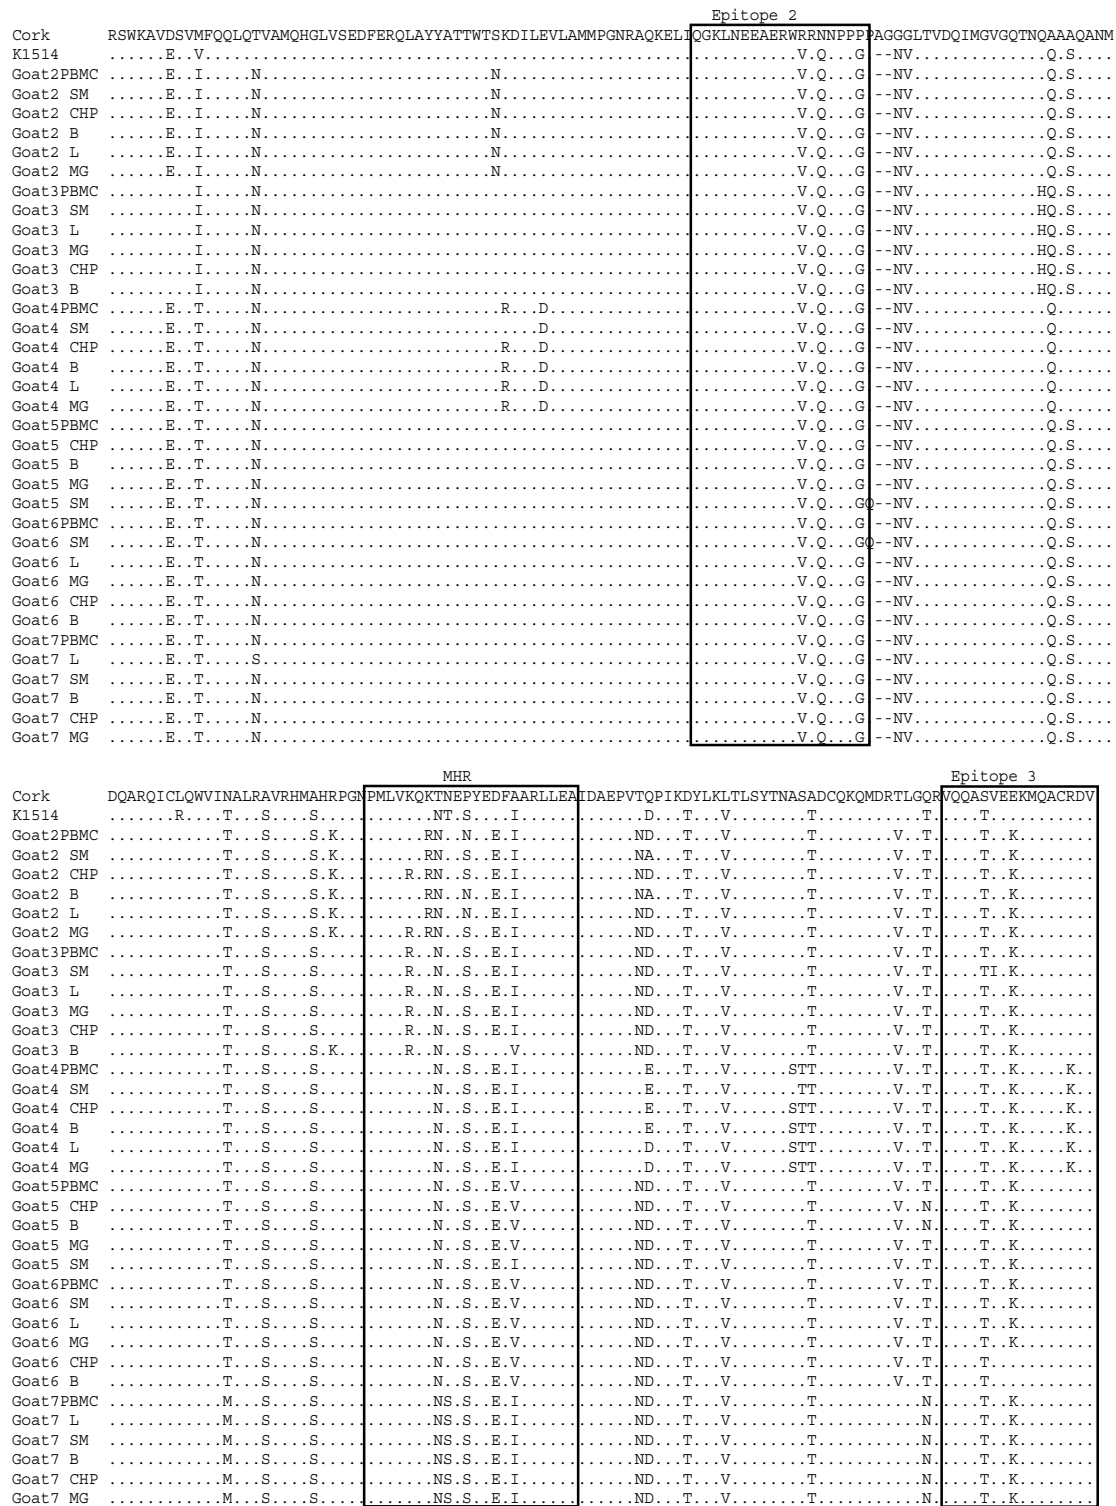 Epitope 2
Cork RSWKAVDSVMFQQLQTVAMQHGLVSEDFERQLAYYATTWTSKDILEVLAMMPGNRAQKELIQGKLNEEAERWRRNNPPPPAGGGLTVDQIMGVGQTNQAAAQANM
K1514 ......E..V..............................................................V.Q...G.--NV..............Q.S....
Goat2PBMC ......E..I.....N........................N...............................V.Q...G.--NV..............Q.S....
Goat2 SM ......E..I.....N........................N...............................V.Q...G.--NV..............Q.S....
Goat2 CHP ......E..I.....N........................N...............................V.Q...G.--NV..............Q.S....
Goat2 B ......E..I.....N........................N...............................V.Q...G.--NV..............Q.S....
Goat2 L ......E..I.....N........................N...............................V.Q...G.--NV..............Q.S....
Goat2 MG ......E..I.....N........................N...............................V.Q...G.--NV..............Q.S....
Goat3PBMC .........I.....N........................................................V.Q...G.--NV.............HQ.S....
Goat3 SM .........I.....N........................................................V.Q...G.--NV.............HQ.S....
Goat3 L .........I.....N........................................................V.Q...G.--NV.............HQ.S....
Goat3 MG .........I.....N........................................................V.Q...G.--NV.............HQ.S....
Goat3 CHP .........I.....N........................................................V.Q...G.--NV.............HQ.S....
Goat3 B .........I.....N........................................................V.Q...G.--NV.............HQ.S....
Goat4PBMC ......E..T.....N.........................R...D..........................V.Q...G.--NV..............Q......
Goat4 SM ......E..T.....N.............................D..........................V.Q...G.--NV..............Q......
Goat4 CHP ......E..T.....N.........................R...D..........................V.Q...G.--NV..............Q......
Goat4 B ......E..T.....N.........................R...D..........................V.Q...G.--NV..............Q......
Goat4 L ......E..T.....N.........................R...D..........................V.Q...G.--NV..............Q......
Goat4 MG ......E..T.....N.........................R...D..........................V.Q...G.--NV..............Q......
Goat5PBMC ......E..T.....N........................................................V.Q...G.--NV..............Q.S....
Goat5 CHP ......E..T.....N........................................................V.Q...G.--NV..............Q.S....
Goat5 B ......E..T.....N........................................................V.Q...G.--NV..............Q.S....
Goat5 MG ......E..T.....N........................................................V.Q...G.--NV..............Q.S....
Goat5 SM ......E..T.....N........................................................V.Q...GQ--NV..............Q.S....
Goat6PBMC ......E..T.....N........................................................V.Q...G.--NV..............Q.S....
Goat6 SM ......E..T.....N........................................................V.Q...GQ--NV..............Q.S....
Goat6 L ......E..T.....N........................................................V.Q...G.--NV..............Q.S....
Goat6 MG ......E..T.....N........................................................V.Q...G.--NV..............Q.S....
Goat6 CHP ......E..T.....N........................................................V.Q...G.--NV..............Q.S....
Goat6 B ......E..T.....N........................................................V.Q...G.--NV..............Q.S....
Goat7PBMC ......E..T.....N........................................................V.Q...G.--NV..............Q.S....
Goat7 L ......E..T.....S........................................................V.Q...G.--NV..............Q.S....
Goat7 SM ......E..T.....N........................................................V.Q...G.--NV..............Q.S....
Goat7 B ......E..T.....N........................................................V.Q...G.--NV..............Q.S....
Goat7 CHP ......E..T.....N........................................................V.Q...G.--NV..............Q.S....
Goat7 MG ......E..T.....N........................................................V.Q...G.--NV..............Q.S....
MHR Epitope 3
Cork DQARQICLQWVINALRAVRHMAHRPGNPMLVKQKTNEPYEDFAARLLEAIDAEPVTQPIKDYLKLTLSYTNASADCQKQMDRTLGQRVQQASVEEKMQACRDV
K1514 .......R....T...S....S............NT.S....I.............D...T...V........T...........T.....T...........
Goat2PBMC ............T...S....S.K.........RN..S..E.I............ND...T...V........T........V..T.....T..K........
Goat2 SM ............T...S....S.K.........RN..S..E.I............NA...T...V........T........V..T.....T..K........
Goat2 CHP ............T...S....S.K.......R.RN..S..E.I............ND...T...V........T........V..T.....T..K........
Goat2 B ............T...S....S.K.........RN..N..E.I............NA...T...V........T........V..T.....T..K........
Goat2 L ............T...S....S.K.........RN..N..E.I............ND...T...V........T........V..T.....T..K........
Goat2 MG ............T...S....S.K.......R.RN..S..E.I............ND...T...V........T........V..T.....T..K........
Goat3PBMC ............T...S....S.........R..N..S..E.I............ND...T...V........T........V..T.....T..K........
Goat3 SM ............T...S....S.........R..N..S..E.I............ND...T...V........T........V..T.....TI.K........
Goat3 L ............T...S....S.........R..N..S..E.I............ND...T...V........T........V..T.....T..K........
Goat3 MG ............T...S....S.........R..N..S..E.I............ND...T...V........T........V..T.....T..K........
Goat3 CHP ............T...S....S.........R..N..S..E.I............ND...T...V........T........V..T.....T..K........
Goat3 B ............T...S....S.K.......R..N..S....V............ND...T...V........T........V..T.....T..K........
Goat4PBMC ............T...S....S............N..S..E.I.............E...T...V......STT........V..T.....T..K.....K..
Goat4 SM ............T...S....S............N..S..E.I.............E...T...V.......TT........V..T.....T..K.....K..
Goat4 CHP ............T...S....S............N..S..E.I.............E...T...V......STT........V..T.....T..K.....K..
Goat4 B ............T...S....S............N..S..E.I.............E...T...V......STT........V..T.....T..K.....K..
Goat4 L ............T...S....S............N..S..E.I.............D...T...V......STT........V..T.....T..K.....K..
Goat4 MG ............T...S....S............N..S..E.I.............D...T...V......STT........V..T.....T..K.....K..
Goat5PBMC ............T...S....S............N..S..E.V............ND...T...V........T........V..T.....T..K........
Goat5 CHP ............T...S....S............N..S..E.V............ND...T...V........T........V..N.....T..K........
Goat5 B ............T...S....S............N..S..E.V............ND...T...V........T........V..N.....T..K........
Goat5 MG ............T...S....S............N..S..E.V............ND...T...V........T........V..T.....T..K........
Goat5 SM ............T...S....S............N..S..E.I............ND...T...V........T........V..T.....T..K........
Goat6PBMC ............T...S....S............N..S..E.V............ND...T...V........T........V..T.....T..K........
Goat6 SM ............T...S....S............N..S..E.V............ND...T...V........T........V..T.....T..K........
Goat6 L ............T...S....S............N..S..E.V............ND...T...V........T........V..T.....T..K........
Goat6 MG ............T...S....S............N..S..E.V............ND...T...V........T........V..T.....T..K........
Goat6 CHP ............T...S....S............N..S..E.V............ND...T...V........T........V..T.....T...........
Goat6 B ............T...S....S............N..S..E.V............ND...T...V........T........V..T.....T...........
Goat7PBMC ............M...S....S............NS.S..E.I............ND...T...V........T...........N.....T..K........
Goat7 L ............M...S....S............NS.S..E.I............ND...T...V........T...........N.....T..K........
Goat7 SM ............M...S....S............NS.S..E.I............ND...T...V........T...........N.....T..K........
Goat7 B ............M...S....S............NS.S..E.I............ND...T...V........T...........N.....T..K........
Goat7 CHP ............M...S....S............NS.S..E.I............ND...T...V........T...........N.....T..K........
Goat7 MG ............M...S....S............NS.S..E.I............ND...T...V........T...........N.....T..K........